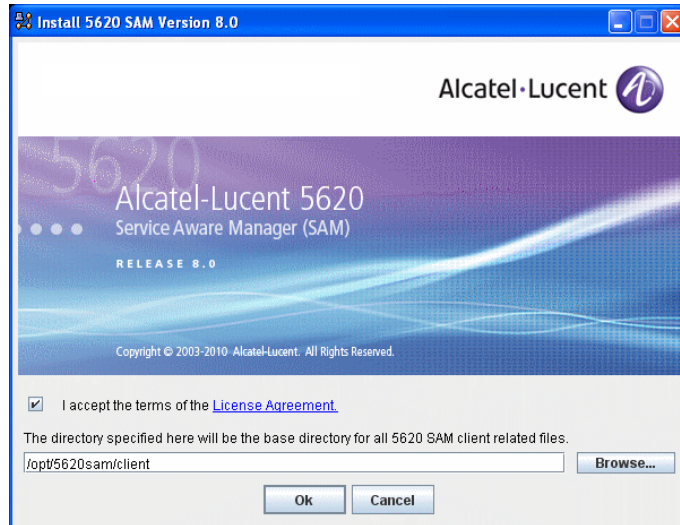 Install 5620 SAM Version 8.0
Alcatel·Lucent
5620
Alcatel-Lucent 5620
Service Aware Manager (SAM)
RELEASE 8.0
Copyright © 2003-2010 Alcatel-Lucent. All Rights Reserved.
I accept the terms of the License Agreement.
The directory specified here will be the base directory for all 5620 SAM client related files.
/opt/5620sam/client
Browse...
Ok
Cancel